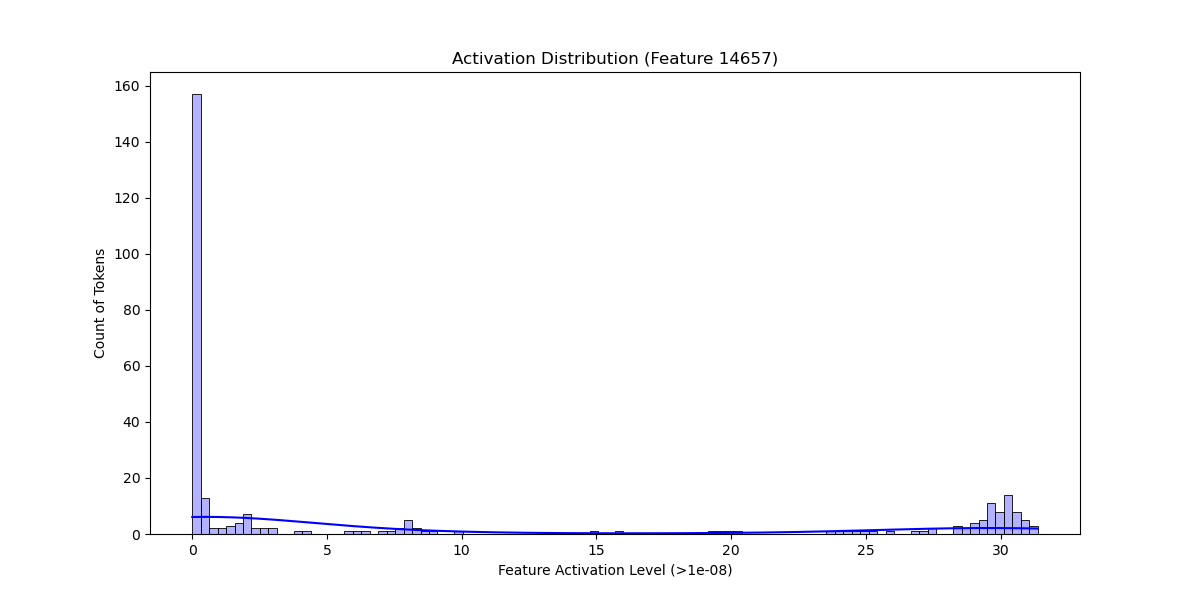 Activation Distribution (Feature 14657)
160
140
120
100
80
60
40
20
0
Count of Tokens
0 5 10 15 20 25 30
Feature Activation Level (>1e-08)